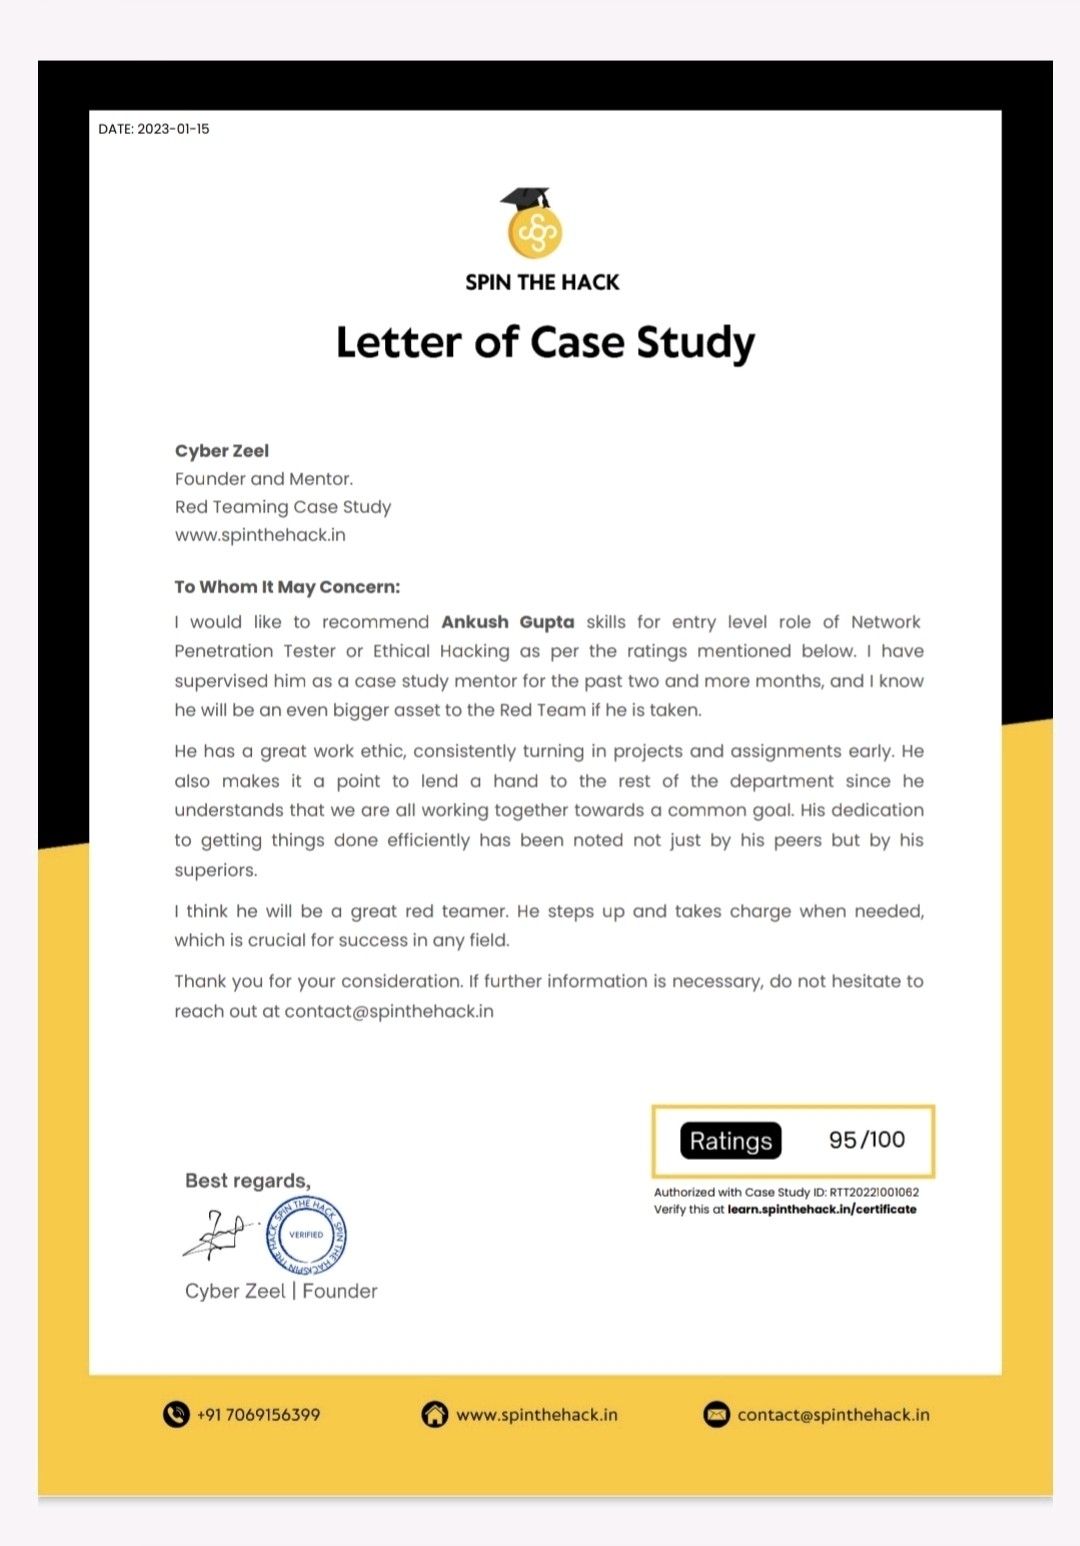 DATE: 2023-01-15
SPIN THE HACK
Letter of Case Study
Cyber Zeel
Founder and Mentor.
Red Teaming Case Study
www.spinthehack.in
To Whom It May Concern:
I would like to recommend Ankush Gupta skills for entry level role of Network
Penetration Tester or Ethical Hacking as per the ratings mentioned below. I have
supervised him as a case study mentor for the past two and more months, and I know
he will be an even bigger asset to the Red Team if he is taken.
He has a great work ethic, consistently turning in projects and assignments early. He
also makes it a point to lend a hand to the rest of the department since he
understands that we are all working together towards a common goal. His dedication
to getting things done efficiently has been noted not just by his peers but by his
superiors.
I think he will be a great red teamer. He steps up and takes charge when needed,
which is crucial for success in any field.
Thank you for your consideration. If further information is necessary, do not hesitate to
reach out at contact@spinthehack.in
Ratings 95/100
Authorized with Case Study ID: RTT20221001062
Verify this at learn.spinthehack.in/certificate
Best regards,
SPIN THE HACK SPIN THE HACK SPIN THE HACK
VERIFIED
Cyber Zeel | Founder
+91 7069156399
www.spinthehack.in
contact@spinthehack.in